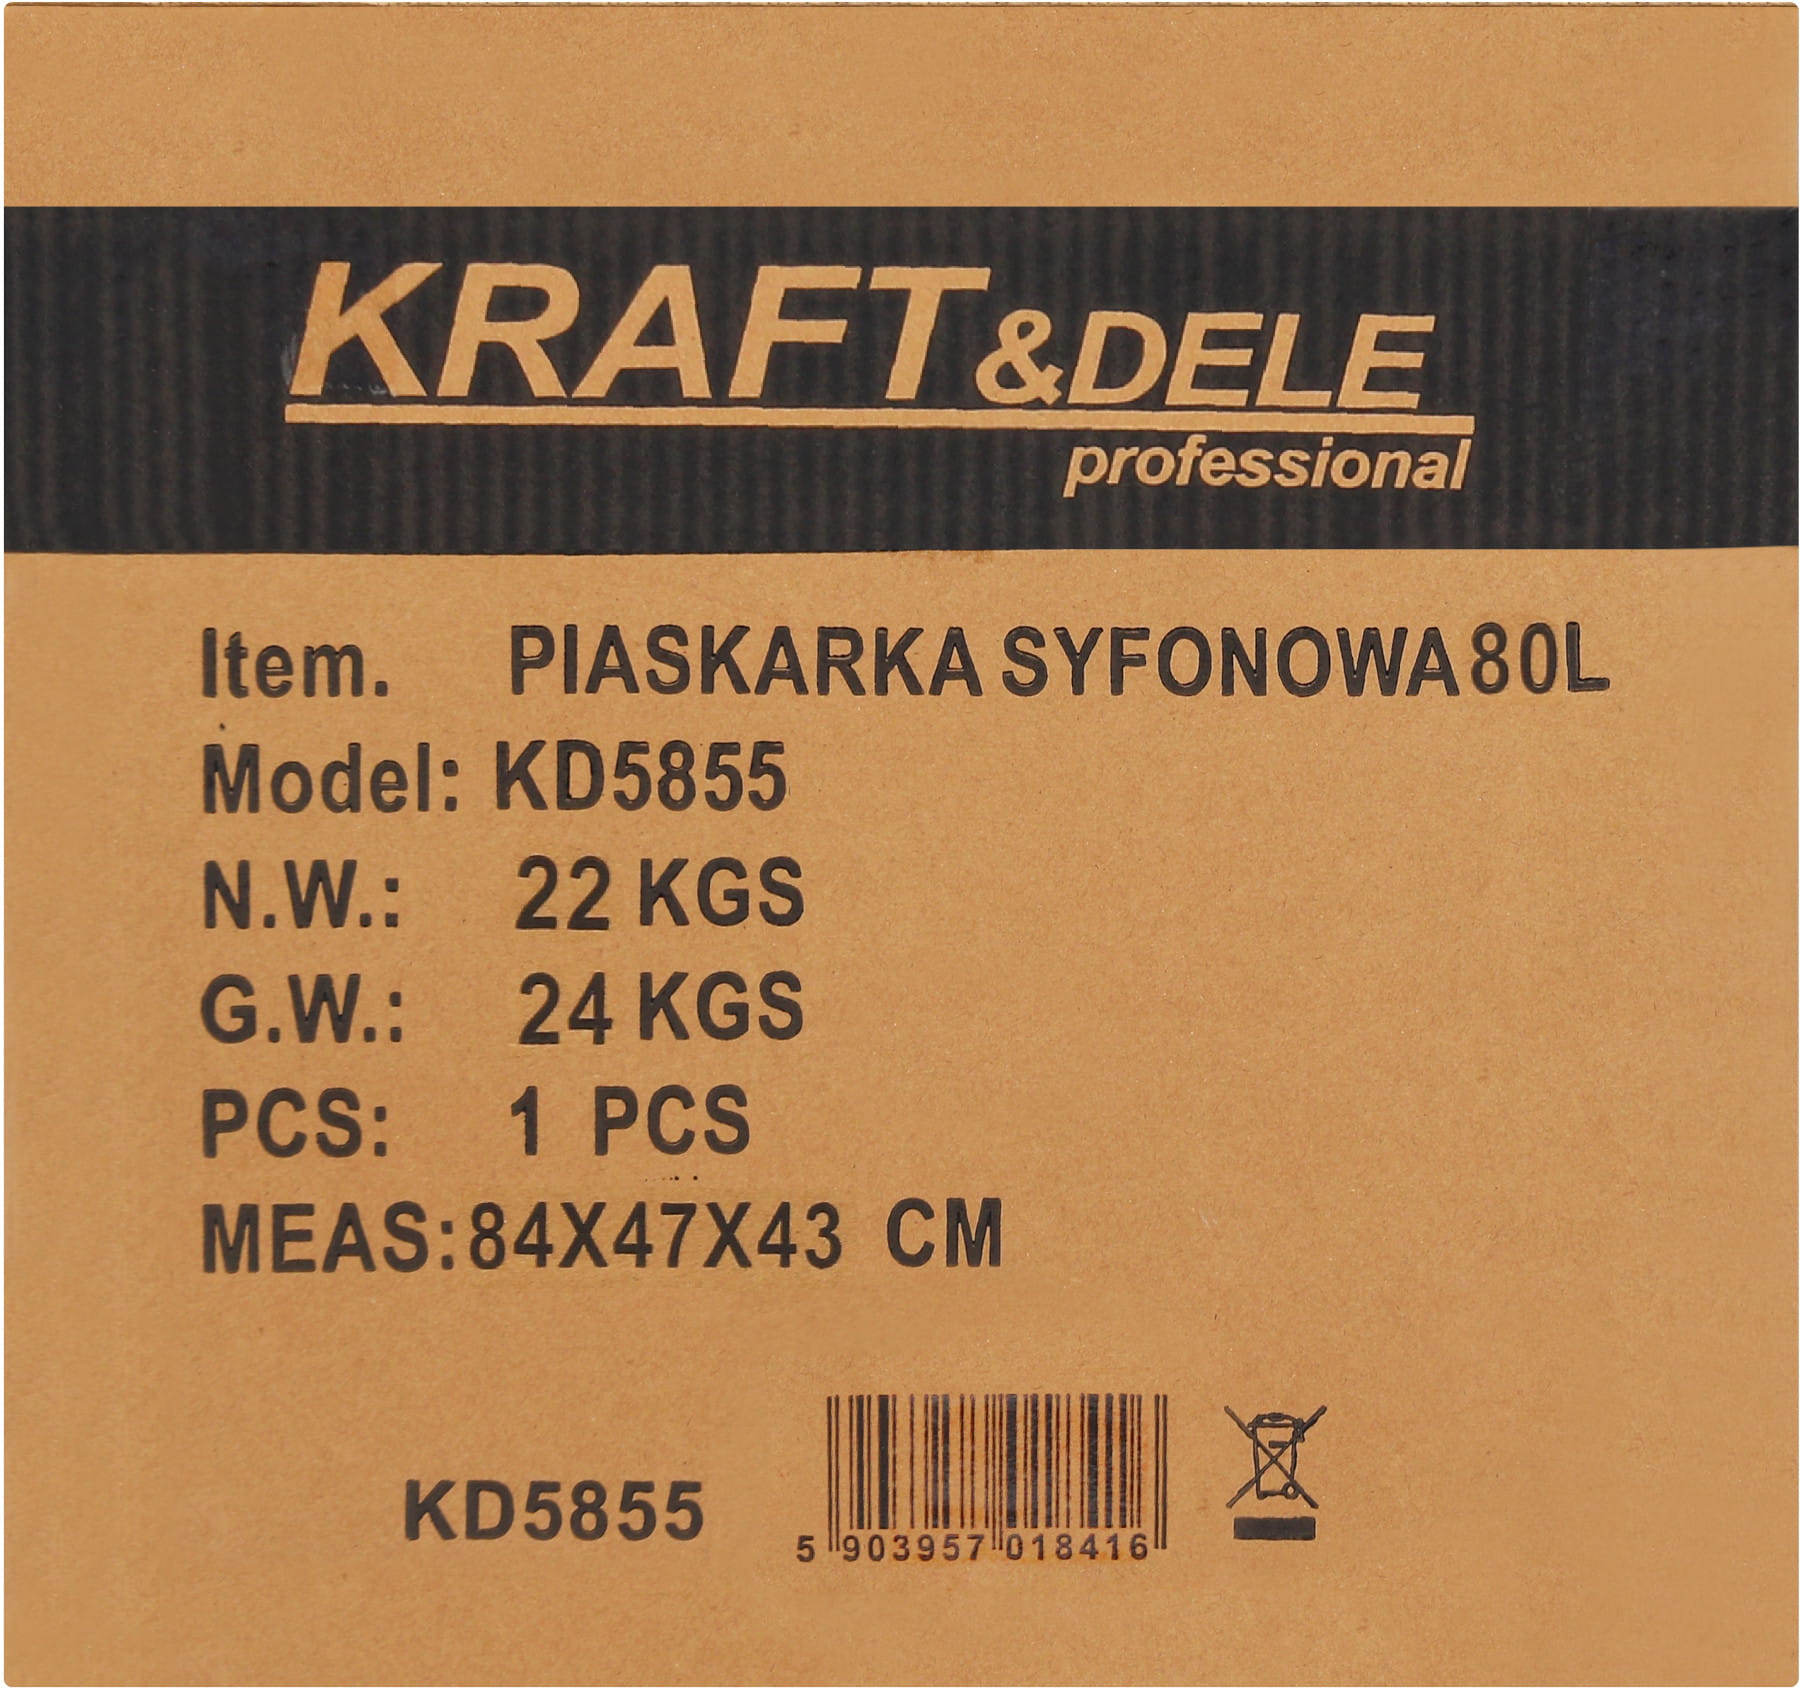 KRAFT&DELE
professional
Item. PIASKARKA SYFONOWA 80L
Model: KD5855
N.W.: 22 KGS
G.W.: 24 KGS
PCS: 1 PCS
MEAS: 84X47X43 CM
KD5855
5 903957 018416